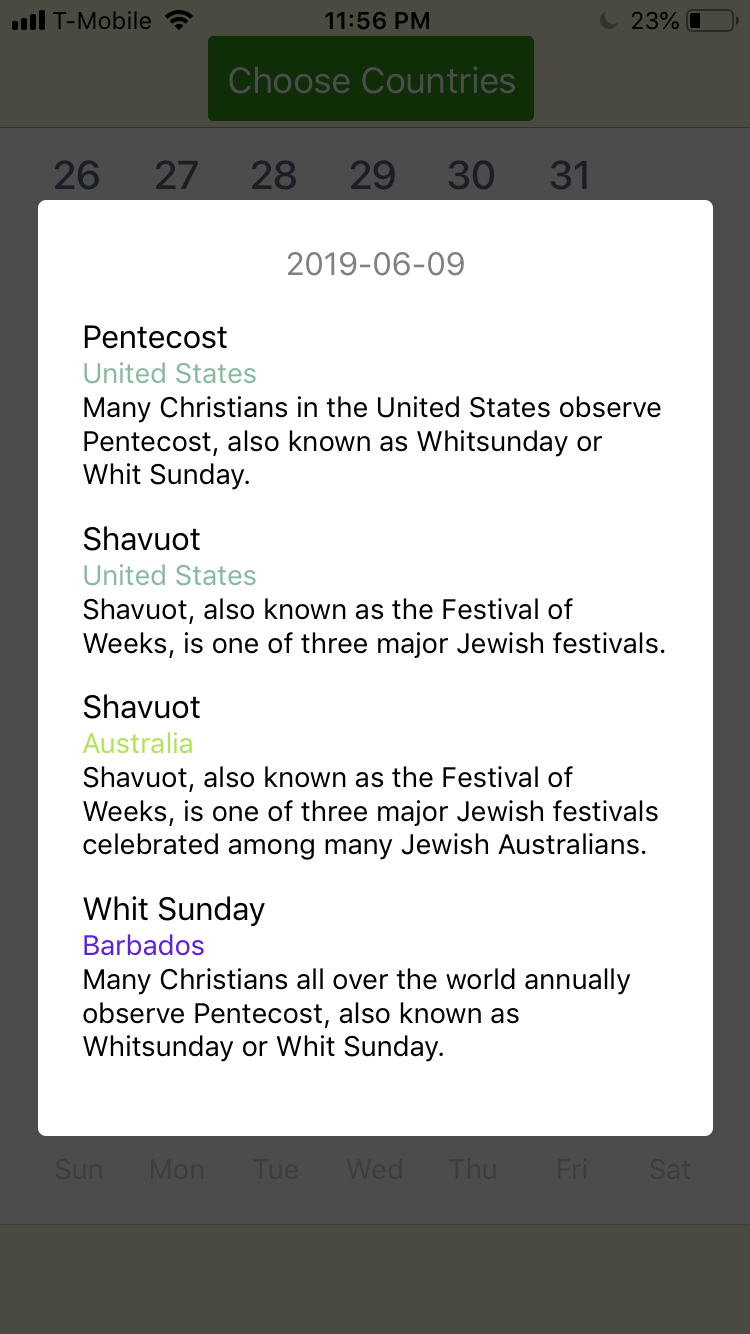 T-Mobile 11:56 PM 23%
Choose Countries
26 27 28 29 30 31
2019-06-09
Pentecost
United States
Many Christians in the United States observe
Pentecost, also known as Whitsunday or
Whit Sunday.
Shavuot
United States
Shavuot, also known as the Festival of
Weeks, is one of three major Jewish festivals.
Shavuot
Australia
Shavuot, also known as the Festival of
Weeks, is one of three major Jewish festivals
celebrated among many Jewish Australians.
Whit Sunday
Barbados
Many Christians all over the world annually
observe Pentecost, also known as
Whitsunday or Whit Sunday.
Sun Mon Tue Wed Thu Fri Sat